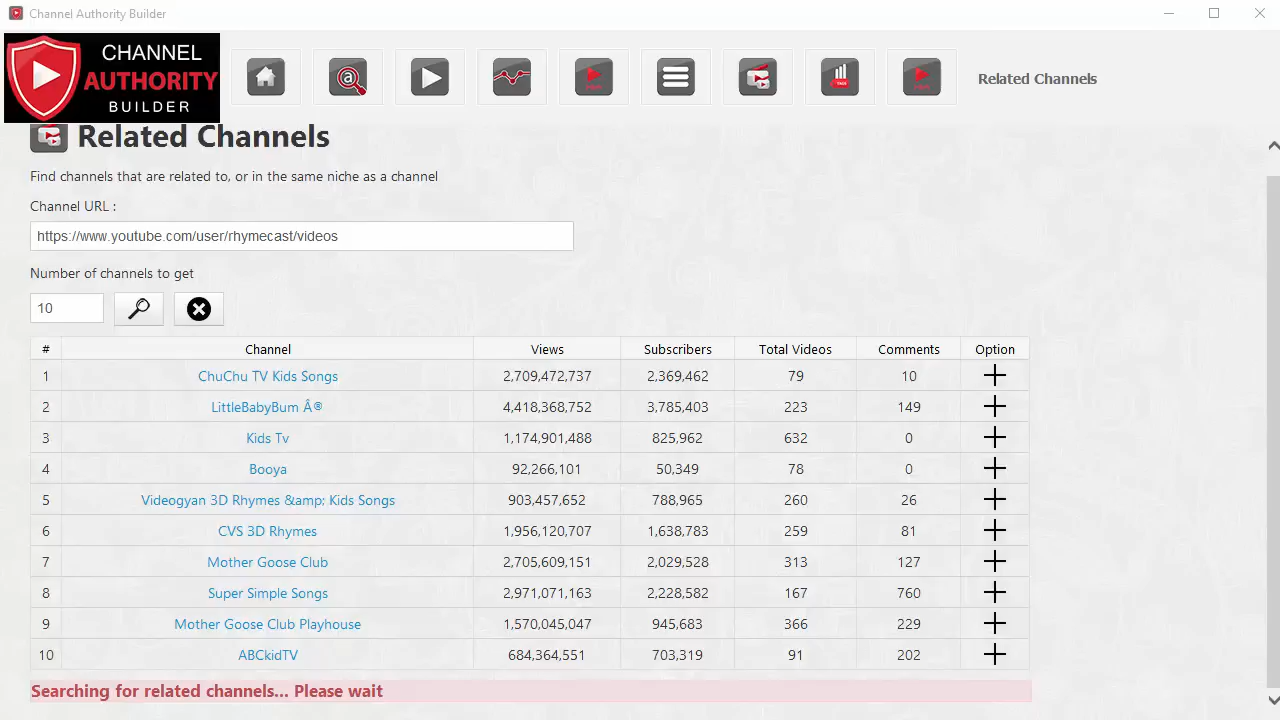 Channel Authority Builder
CHANNEL
AUTHORITY
BUILDER
Related Channels
Related Channels
Find channels that are related to, or in the same niche as a channel
Channel URL :
https://www.youtube.com/user/rhymecast/videos
Number of channels to get
10
# Channel Views Subscribers Total Videos Comments Option
1 ChuChu TV Kids Songs 2,709,472,737 2,369,462 79 10
2 LittleBabyBum Â® 4,418,368,752 3,785,403 223 149
3 Kids Tv 1,174,901,488 825,962 632 0
4 Booya 92,266,101 50,349 78 0
5 Videogyan 3D Rhymes &amp; Kids Songs 903,457,652 788,965 260 26
6 CVS 3D Rhymes 1,956,120,707 1,638,783 259 81
7 Mother Goose Club 2,705,609,151 2,029,528 313 127
8 Super Simple Songs 2,971,071,163 2,228,582 167 760
9 Mother Goose Club Playhouse 1,570,045,047 945,683 366 229
10 ABCkidTV 684,364,551 703,319 91 202
Searching for related channels... Please wait